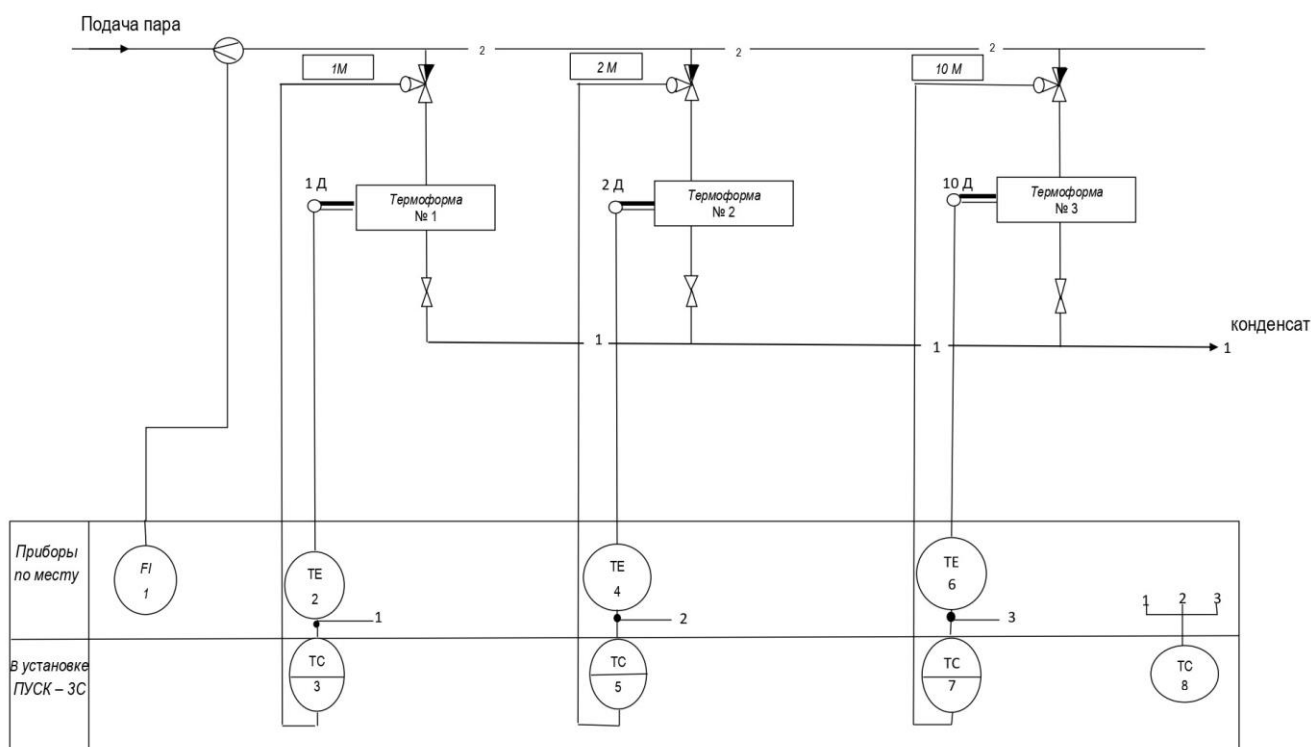 Подача пара
2
2
2
1М
2 М
10 М
1 Д
Термоформа
№ 1
2 Д
Термоформа
№ 2
10 Д
Термоформа
№ 3
конденсат
1
1
1
Приборы
по месту
FI
1
TE
2
TE
4
TE
6
1
2
3
1
2
3
В установке
ПУСК – 3С
TC
3
TC
5
TC
7
TC
8